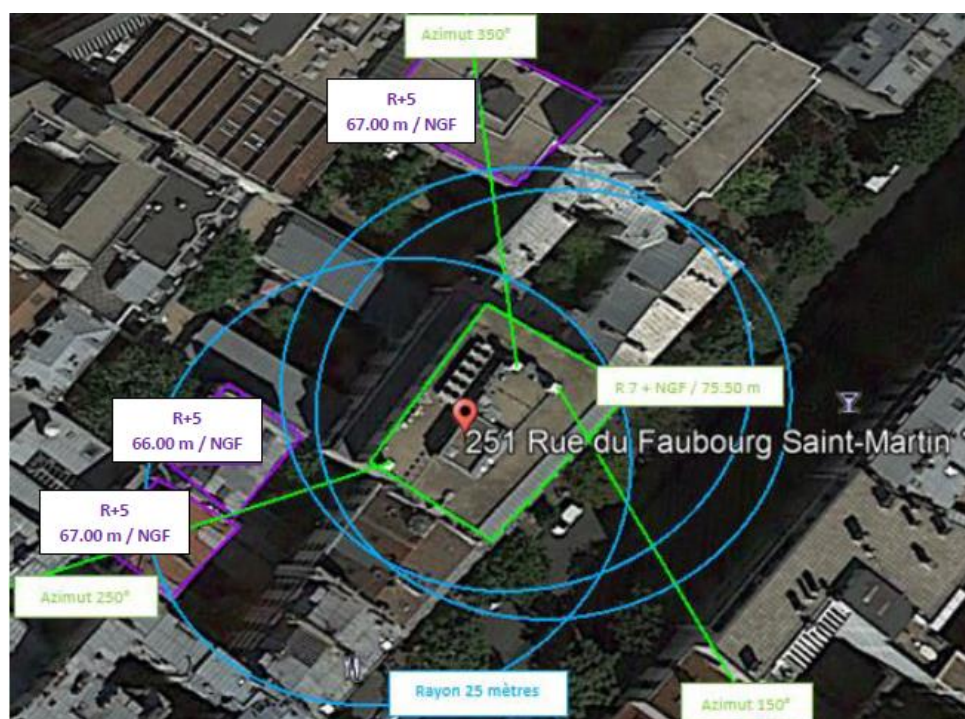 Azimut 350°
R+5
67.00 m / NGF
R 7 + NGF / 75.50 m
251 Rue du Faubourg Saint-Martin
R+5
66.00 m / NGF
R+5
67.00 m / NGF
Azimut 250°
Rayon 25 mètres
Azimut 150°